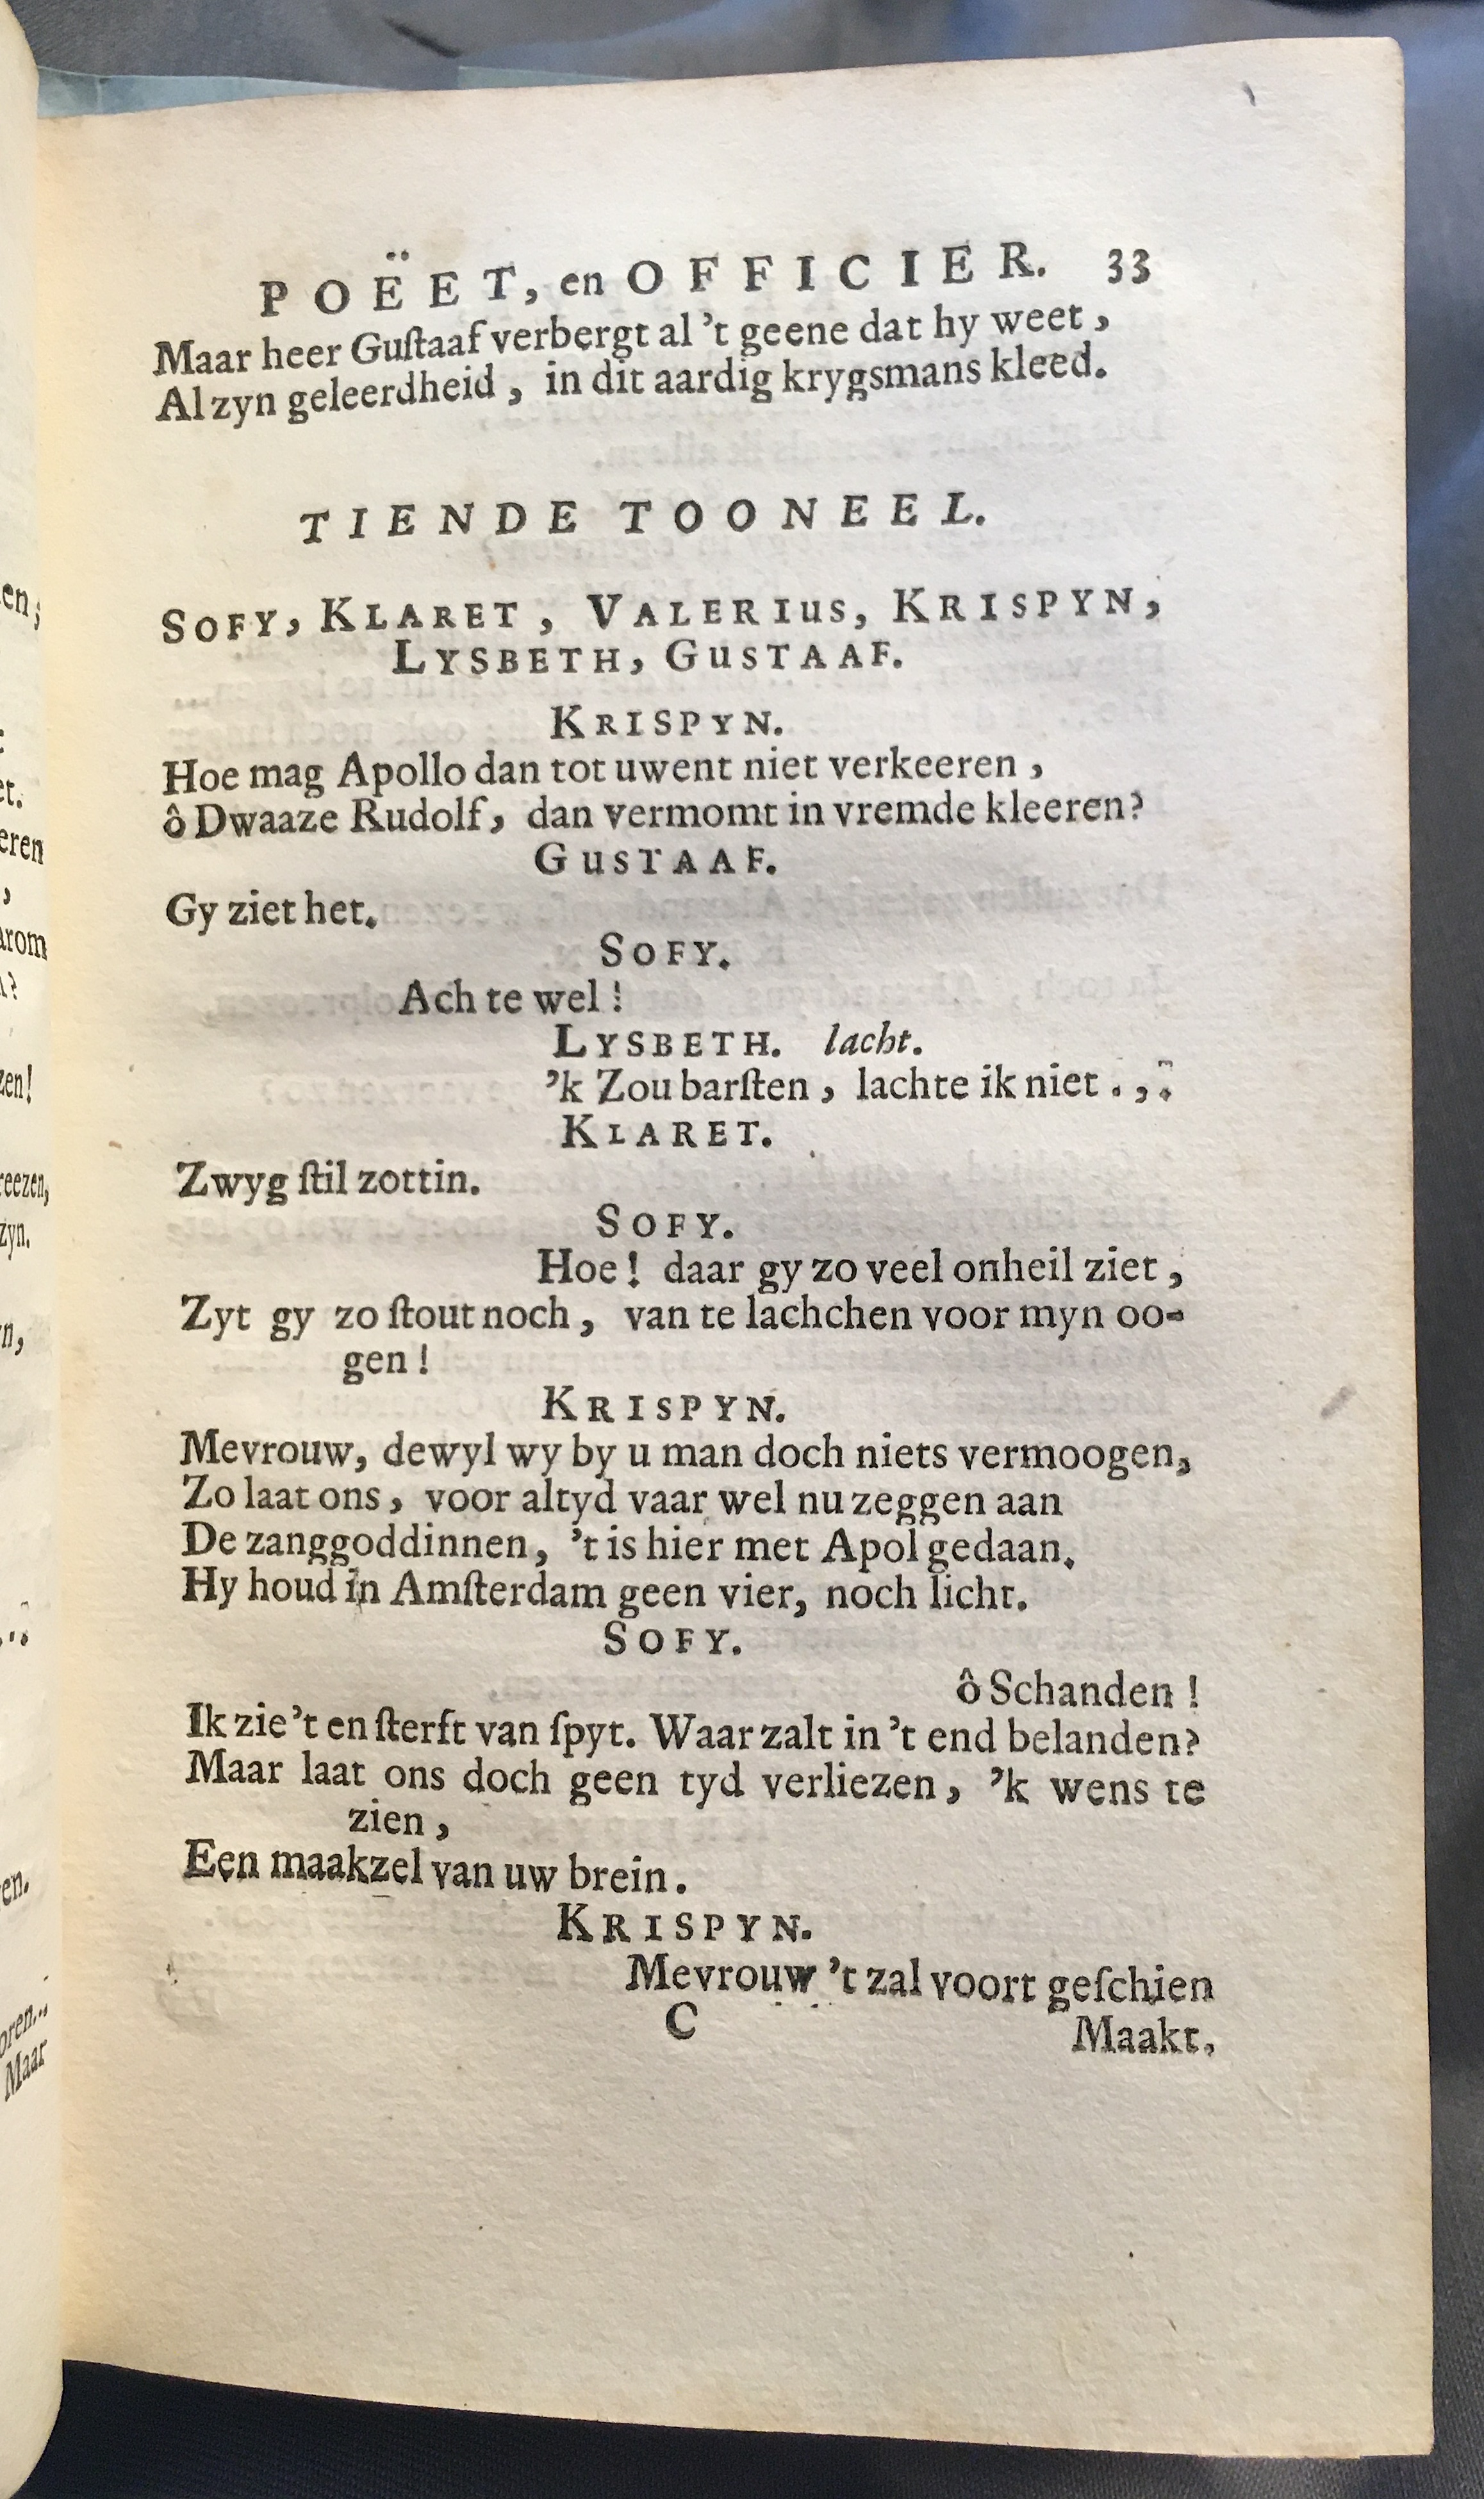 POËET, en OFFICIER. 33
Maar heer Guſtaaf verbergt al 't geene dat hy weet,
Al zyn geleerdheid, in dit aardig krygsmans kleed.
TIENDE TOONEEL.
SOFY, KLARET, VALERIUS, KRISPYN,
LYSBETH, GUSTAAF.
KRISPYN.
Hoe mag Apollo dan tot uwent niet verkeeren,
ô Dwaaze Rudolf, dan vermomt in vremde kleeren?
GUSTAAF.
Gy ziet het.
SOFY.
Ach te wel!
LYSBETH. lacht.
'k Zou barſten, lachte ik niet.,.
KLARET.
Zwyg ſtil zottin.
SOFY.
Hoe! daar gy zo veel onheil ziet,
Zyt gy zo ſtout noch, van te lachchen voor myn oo-
gen!
KRISPYN.
Mevrouw, dewyl wy by u man doch niets vermoogen,
Zo laat ons, voor altyd vaar wel nu zeggen aan
De zanggoddinnen, 't is hier met Apol gedaan.
Hy houd in Amſterdam geen vier, noch licht.
SOFY.
ô Schanden!
Ik zie 't en ſterft van ſpyt. Waar zalt in 't end belanden?
Maar laat ons doch geen tyd verliezen, 'k wens te
zien,
Een maakzel van uw brein.
KRISPYN.
Mevrouw 't zal voort geſchien
C Maakt,